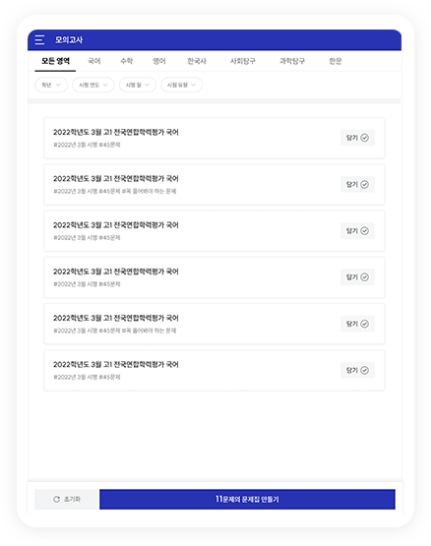 모의고사
모든 영역 국어 수학 영어 한국사 사회탐구 과학탐구 한문
학년 시행 연도 시행 월 시험 유형
2022학년도 3월 고1 전국연합학력평가 국어
#2022년 3월 시행 #45문제
담기
2022학년도 3월 고1 전국연합학력평가 국어
#2022년 3월 시행 #45문제 #꼭 풀어봐야 하는 문제
담기
2022학년도 3월 고1 전국연합학력평가 국어
#2022년 3월 시행 #45문제
담기
2022학년도 3월 고1 전국연합학력평가 국어
#2022년 3월 시행 #45문제
담기
2022학년도 3월 고1 전국연합학력평가 국어
#2022년 3월 시행 #45문제 #꼭 풀어봐야 하는 문제
담기
2022학년도 3월 고1 전국연합학력평가 국어
#2022년 3월 시행 #45문제
담기
초기화
11문제의 문제집 만들기